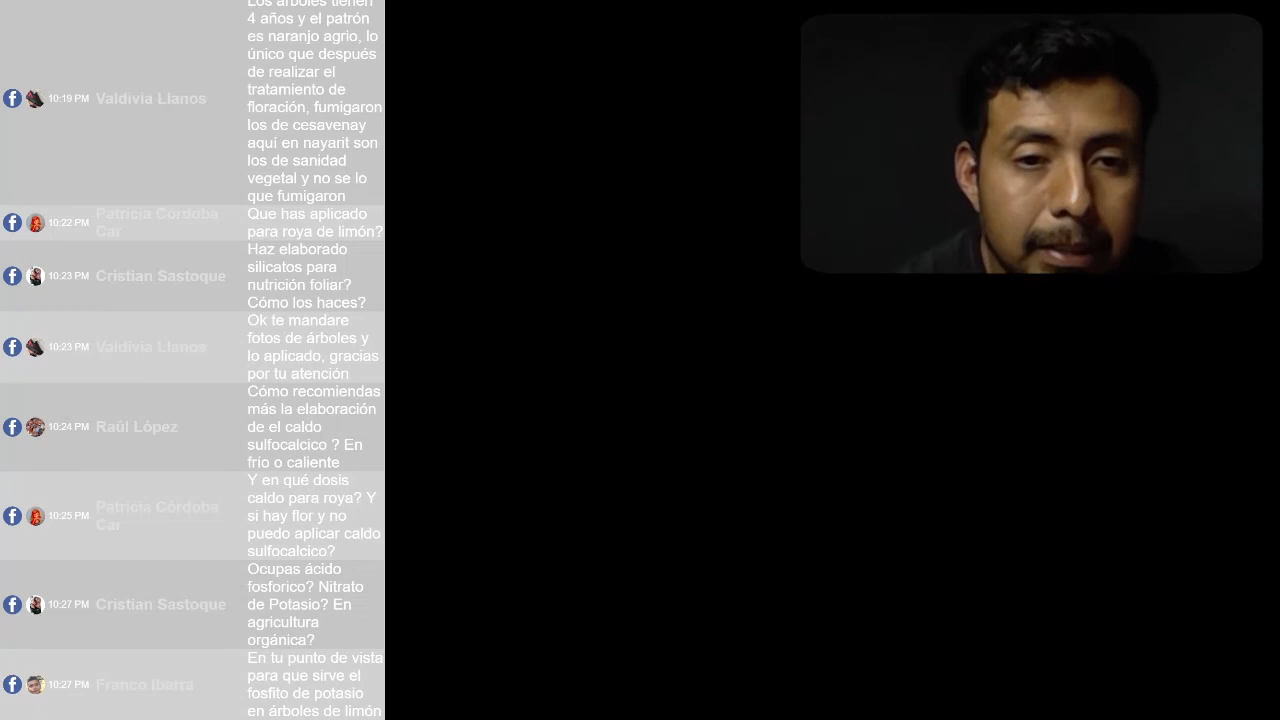 Los árboles tienen
4 años y el patrón
es naranjo agrio, lo
único que después
de realizar el
tratamiento de
floración, fumigaron
los de cesavenay
aquí en nayarit son
los de sanidad
vegetal y no se lo
que fumigaron
10:19 PM Valdivia Llanos
10:22 PM Patricia Córdoba
Car
Que has aplicado
para roya de limón?
10:23 PM Cristian Sastoque
Haz elaborado
silicatos para
nutrición foliar?
Cómo los haces?
10:23 PM Valdivia Llanos
Ok te mandare
fotos de árboles y
lo aplicado, gracias
por tu atención
10:24 PM Raúl López
Cómo recomiendas
más la elaboración
de el caldo
sulfocalcico ? En
frío o caliente
10:25 PM Patricia Córdoba
Car
Y en qué dosis
caldo para roya? Y
si hay flor y no
puedo aplicar caldo
sulfocalcico?
10:27 PM Cristian Sastoque
Ocupas ácido
fosforico? Nitrato
de Potasio? En
agricultura
orgánica?
10:27 PM Franco Ibarra
En tu punto de vista
para que sirve el
fosfito de potasio
en árboles de limón